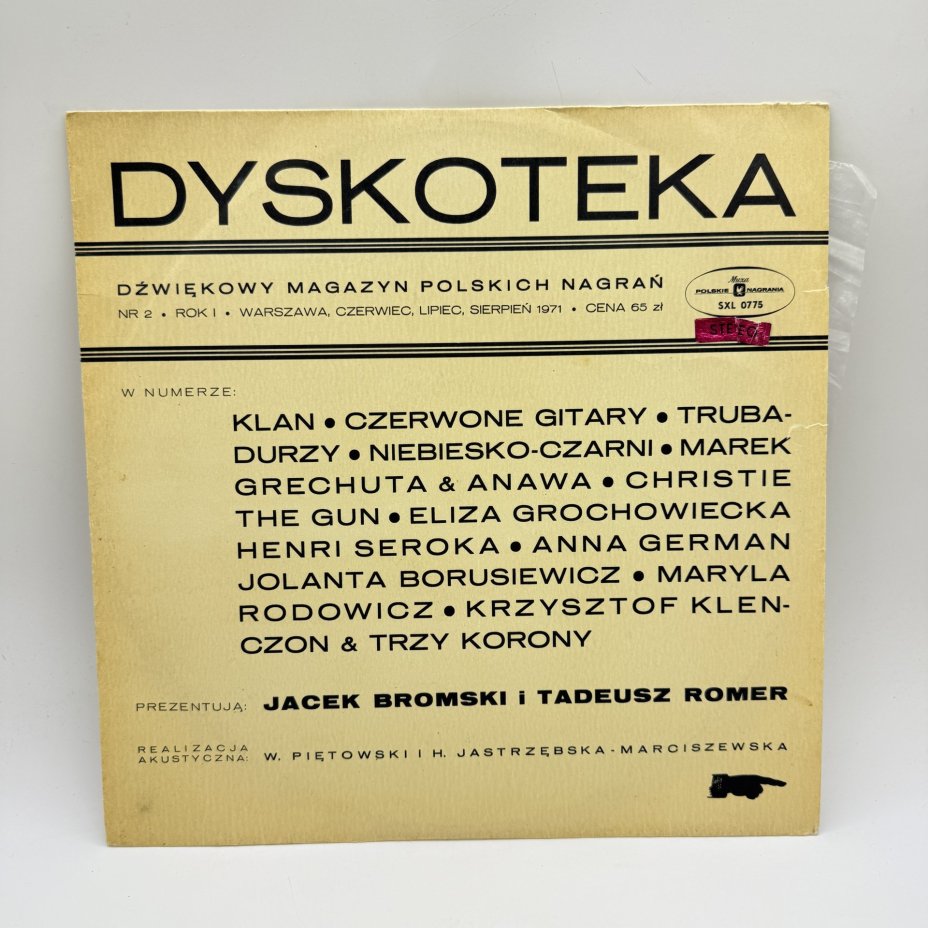 DYSKOTEKA
DŹWIĘKOWY MAGAZYN POLSKICH NAGRAŃ
NR 2 • ROK I • WARSZAWA, CZERWIEC, LIPIEC, SIERPIEŃ 1971 • CENA 65 zł
Muza
POLSKIE NAGRANIA
SXL 0775
STEREO
W NUMERZE:
KLAN • CZERWONE GITARY • TRUBA-
DURZY • NIEBIESKO-CZARNI • MAREK
GRECHUTA & ANAWA • CHRISTIE
THE GUN • ELIZA GROCHOWIECKA
HENRI SEROKA • ANNA GERMAN
JOLANTA BORUSIEWICZ • MARYLA
RODOWICZ • KRZYSZTOF KLEN-
CZON & TRZY KORONY
PREZENTUJĄ: JACEK BROMSKI i TADEUSZ ROMER
REALIZACJA
AKUSTYCZNA: W. PIĘTOWSKI I H. JASTRZĘBSKA-MARCISZEWSKA